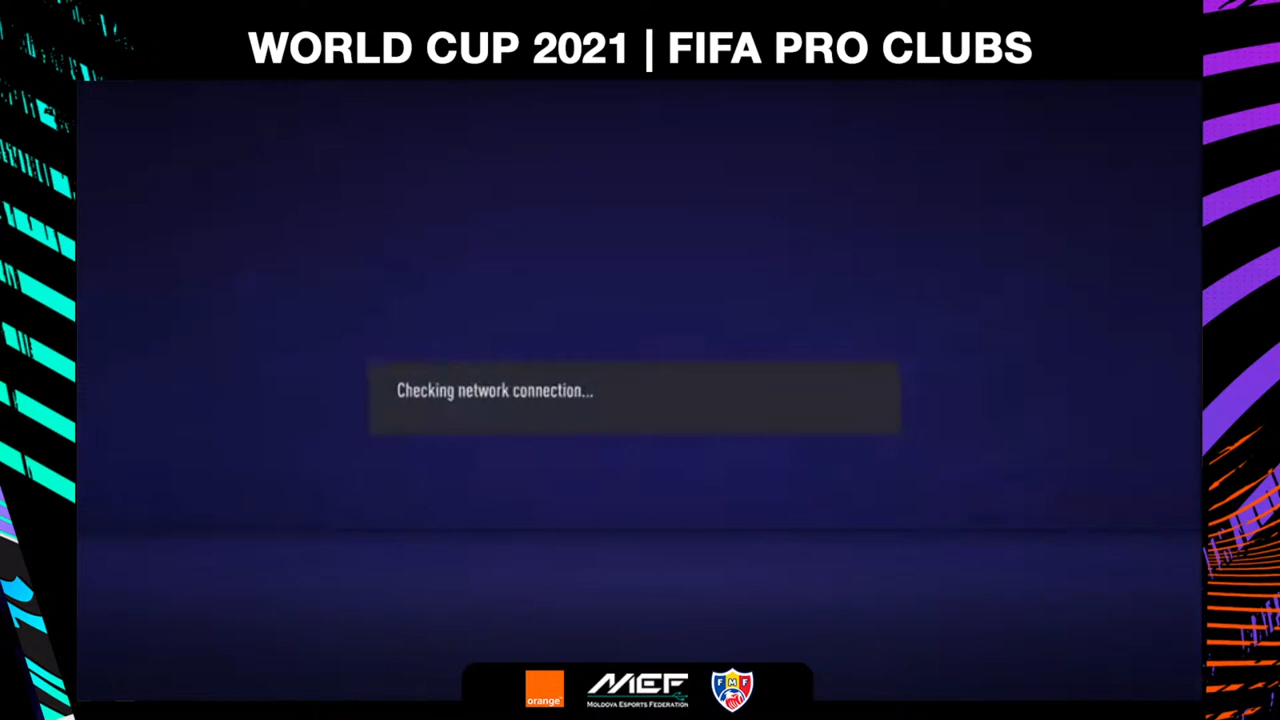 WORLD CUP 2021 | FIFA PRO CLUBS
Checking network connection...
orange
MEF
MOLDOVA ESPORTS FEDERATION
FMF